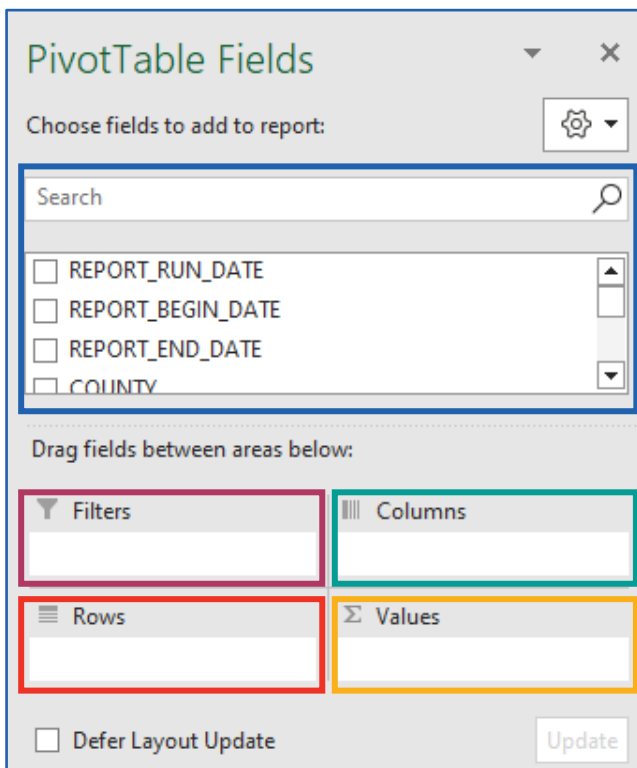 PivotTable Fields
Choose fields to add to report:
Search
REPORT_RUN_DATE
REPORT_BEGIN_DATE
REPORT_END_DATE
COUNTY
Drag fields between areas below:
Filters
Columns
Rows
Σ Values
Defer Layout Update
Update